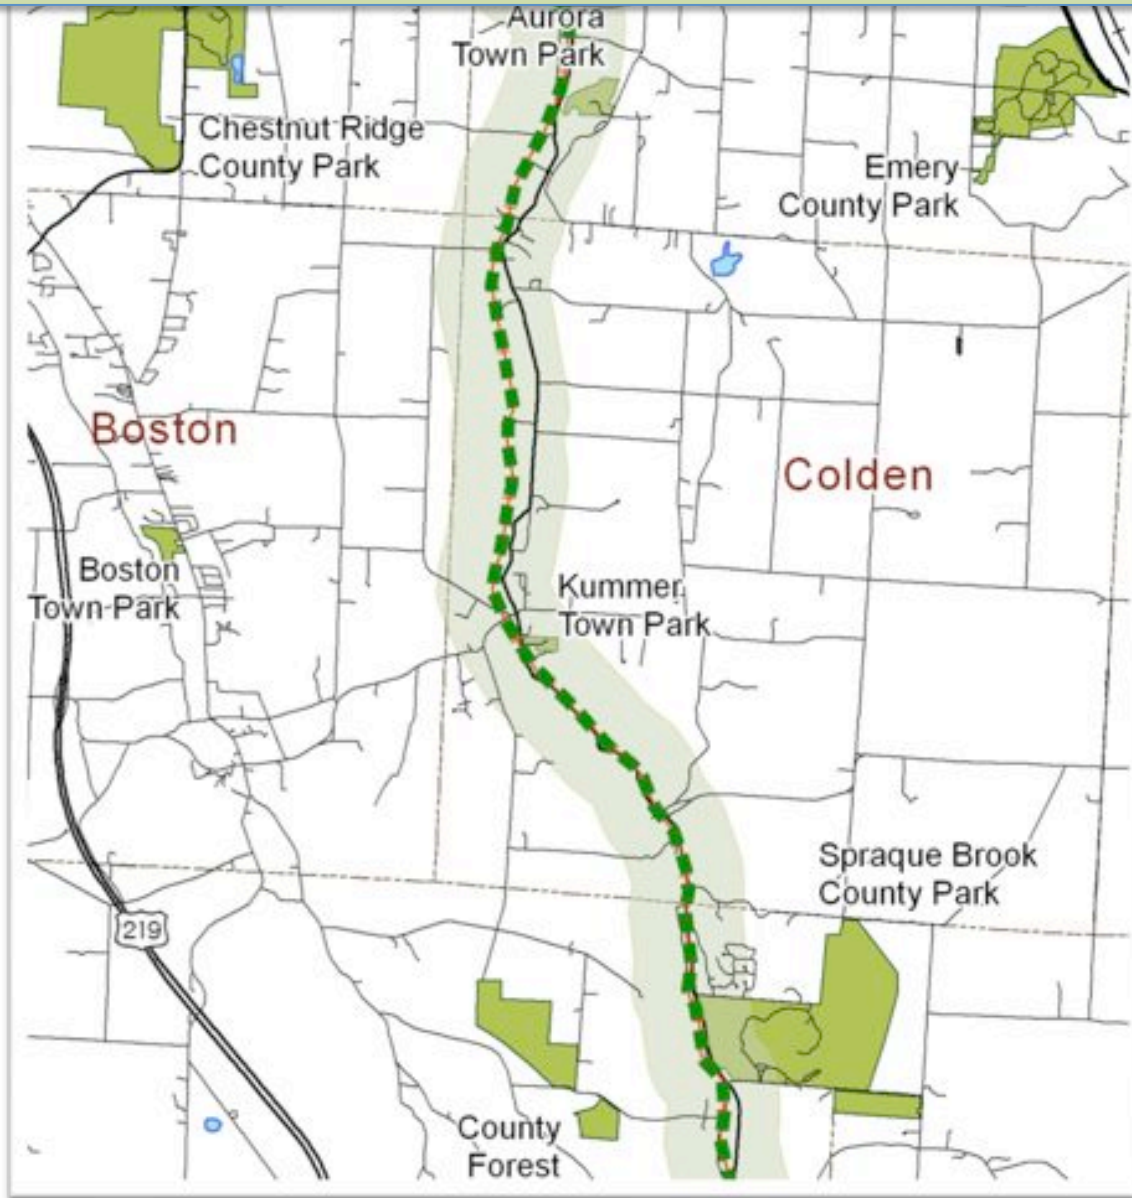 Aurora
Town Park
Chestnut Ridge
County Park
Emery
County Park
Boston
Colden
Boston
Town Park
Kummer
Town Park
Spraque Brook
County Park
219
County
Forest